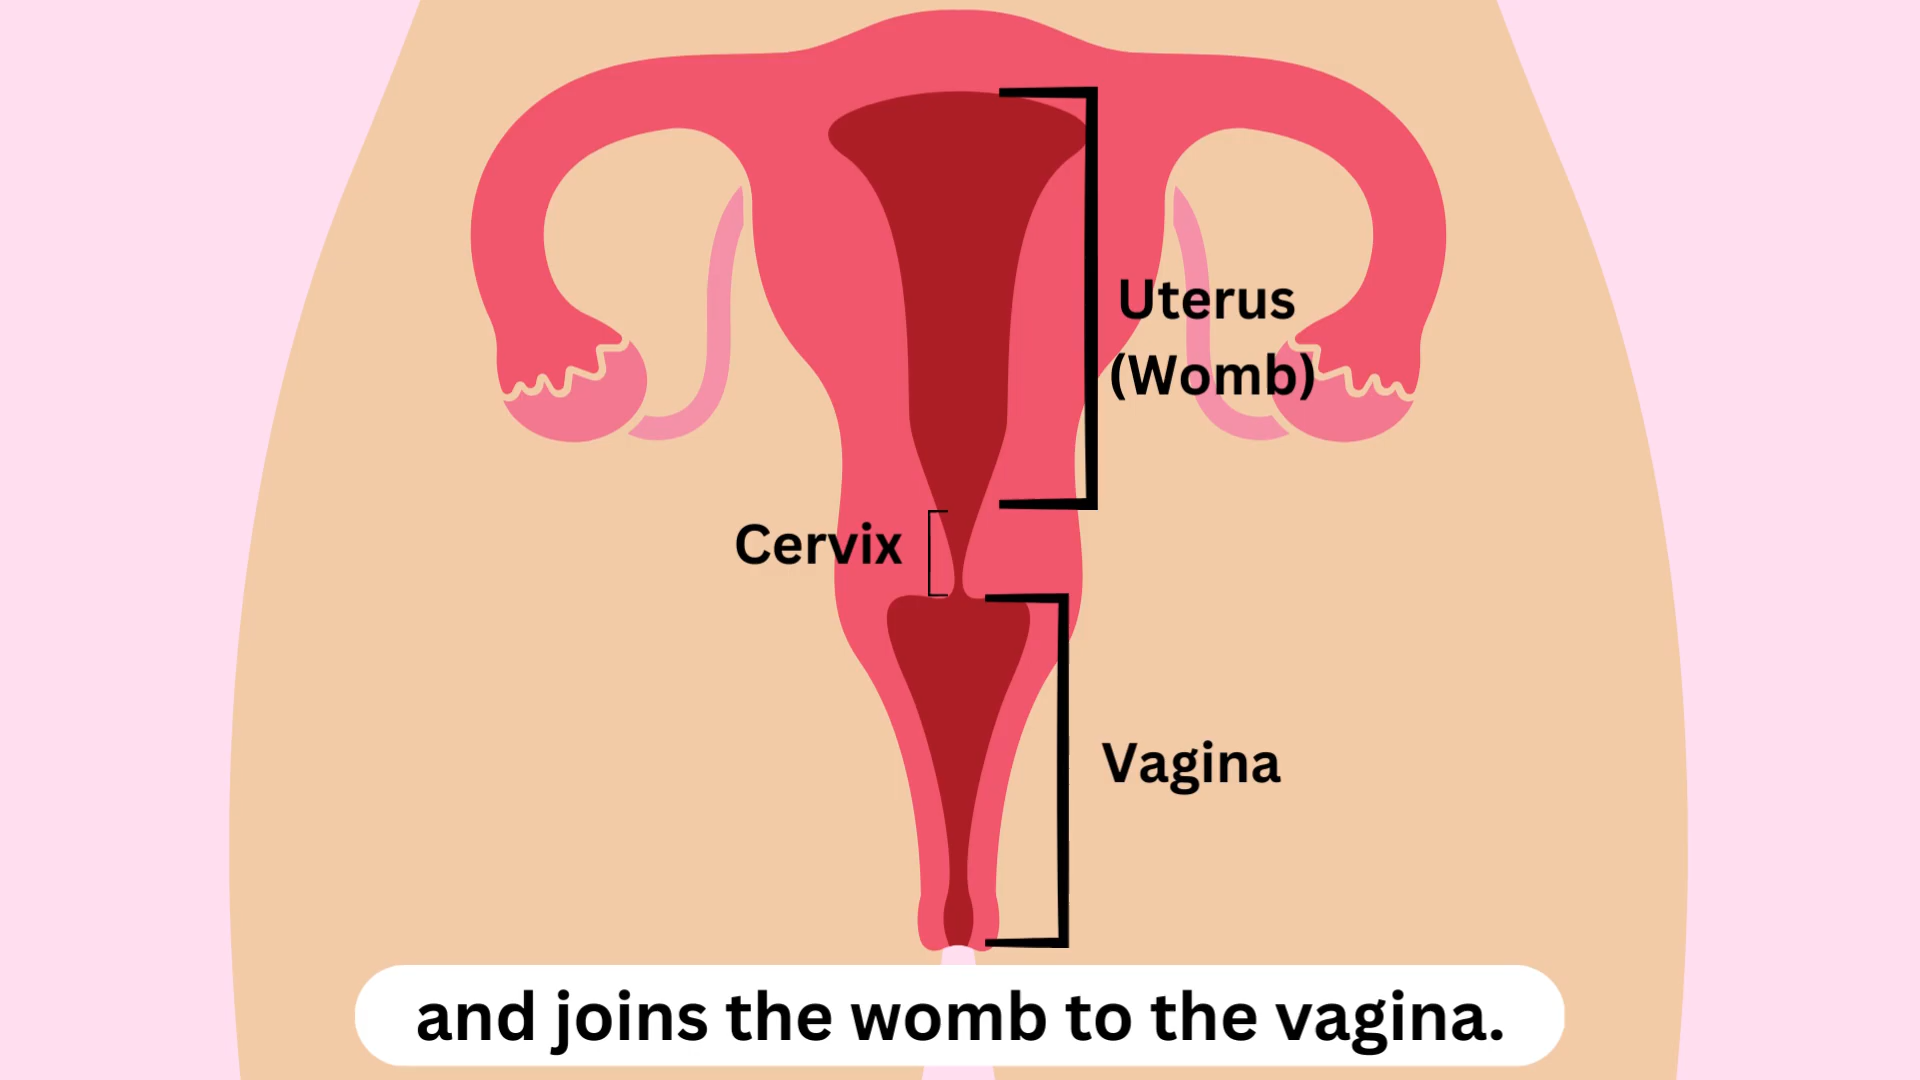 Uterus
(Womb)
Cervix
Vagina
and joins the womb to the vagina.